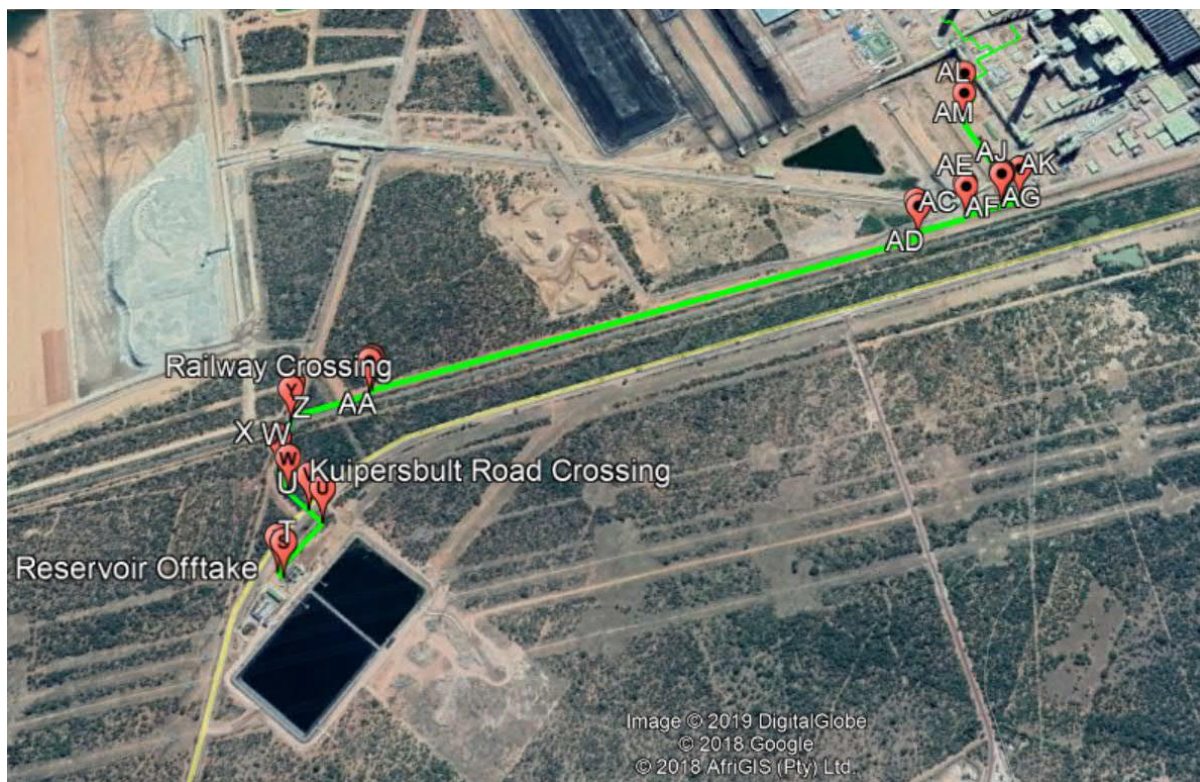 AL
AM
AJ
AE
AK
AC
AF
AG
AD
Railway Crossing
Z
AA
X
W
W
U
Kuipersbult Road Crossing
T
Reservoir Offtake
Image © 2019 DigitalGlobe
© 2018 Google
© 2018 AfriGIS (Pty) Ltd.